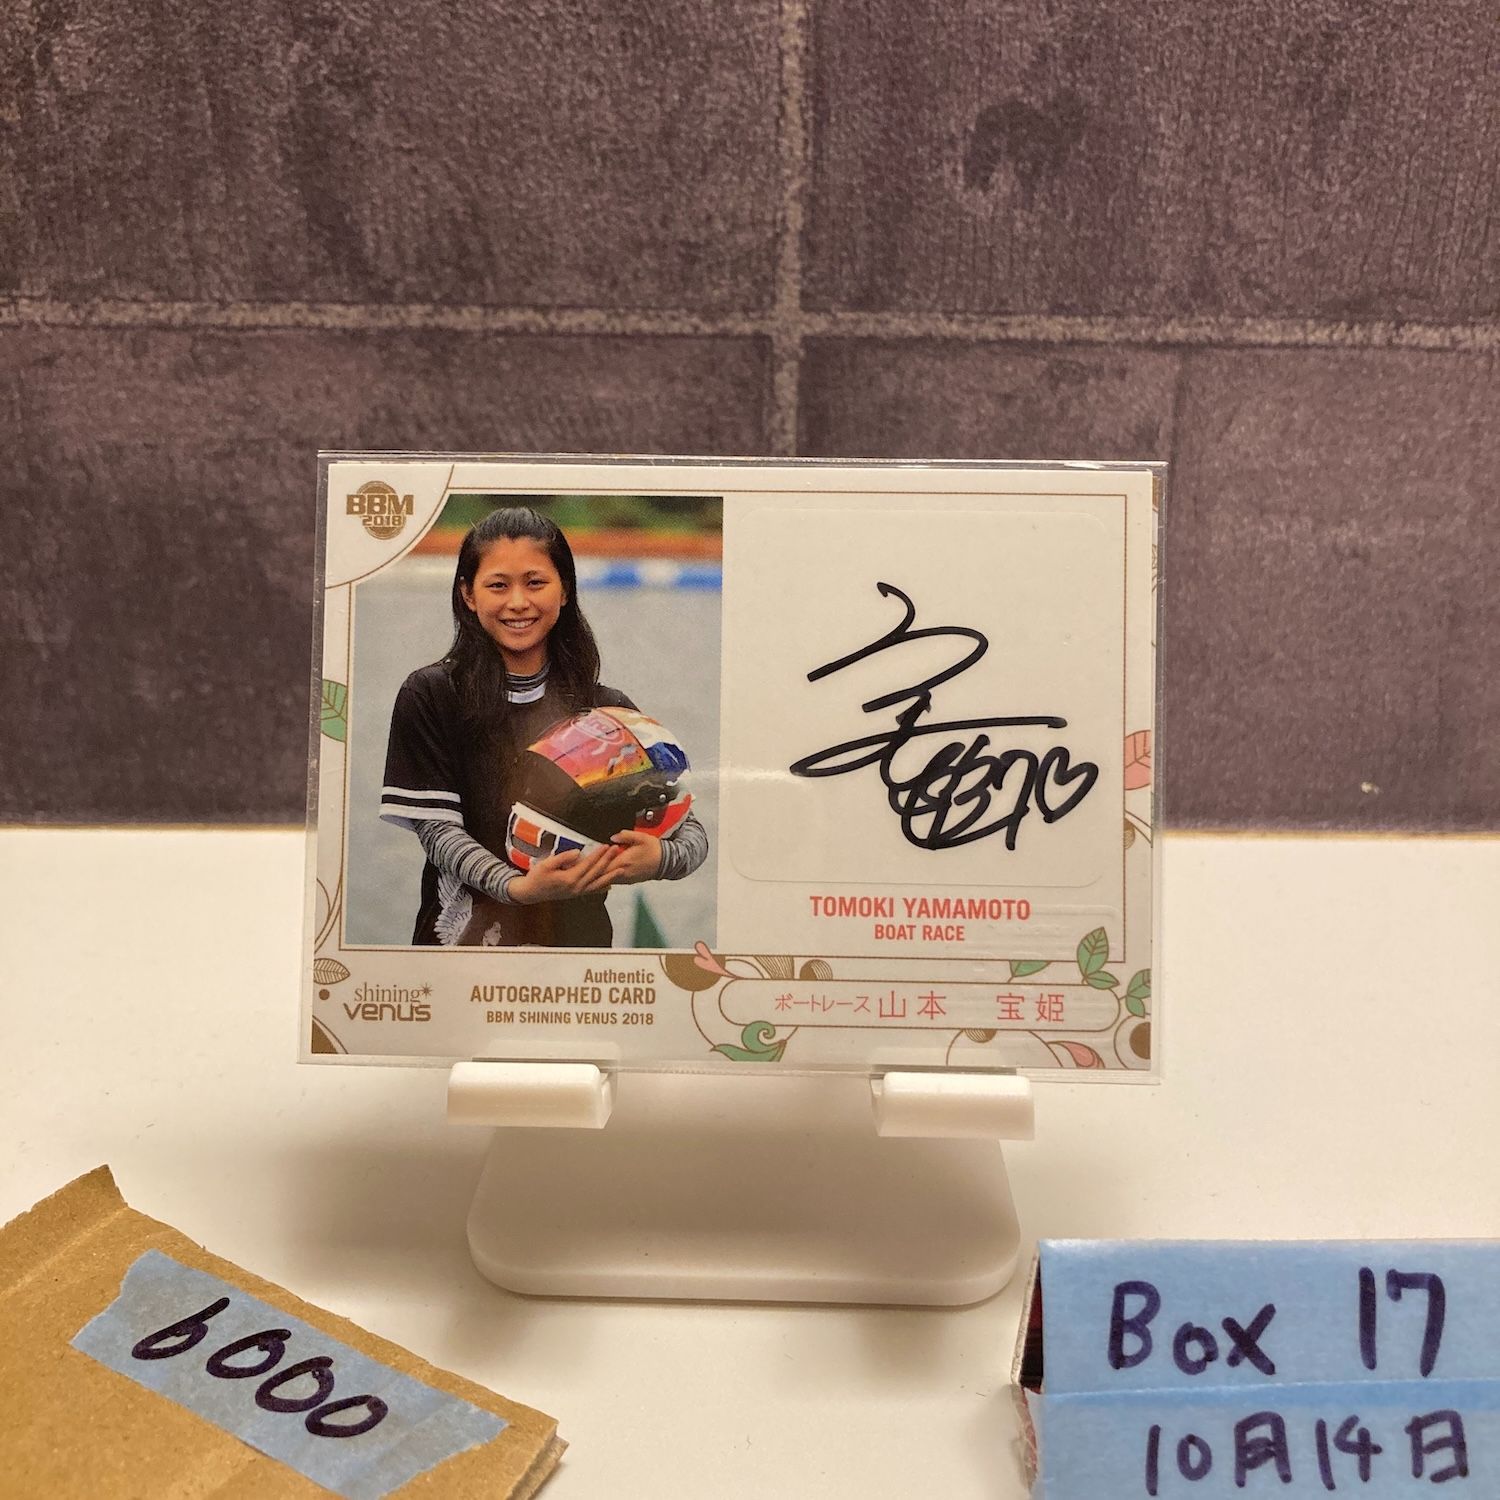 BBM
2018
TOMOKI YAMAMOTO
BOAT RACE
Authentic
AUTOGRAPHED CARD
BBM SHINING VENUS 2018
shining
venus
ボートレース 山本 宝姫
6000
Box 17
10月14日